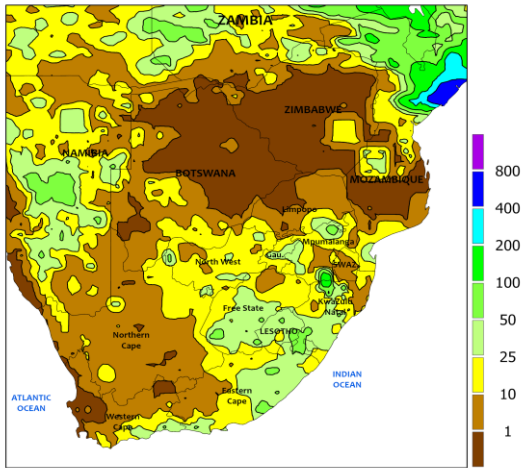 ZAMBIA
ZIMBABWE
NAMIBIA
BOTSWANA
MOZAMBIQUE
Limpopo
Mpumalanga
Gau.
North West
SWAZ.
Free State
KwaZulu
Natal
LESOTHO
Northern
Cape
Eastern
Cape
Western
Cape
ATLANTIC
OCEAN
INDIAN
OCEAN
800
400
200
100
50
25
10
1